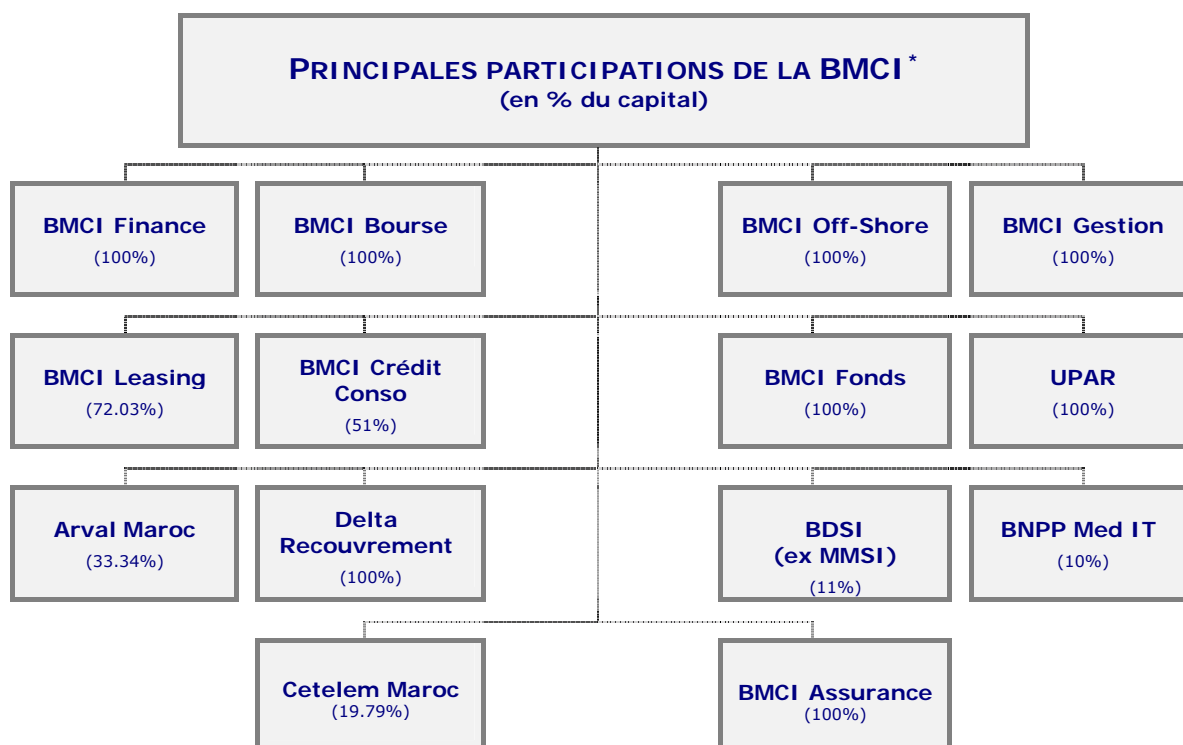 PRINCIPALES PARTICIPATIONS DE LA BMCI*
(en % du capital)
BMCI Finance
(100%)
BMCI Bourse
(100%)
BMCI Off-Shore
(100%)
BMCI Gestion
(100%)
BMCI Leasing
(72.03%)
BMCI Crédit
Conso
(51%)
BMCI Fonds
(100%)
UPAR
(100%)
Arval Maroc
(33.34%)
Delta
Recouvrement
(100%)
BDSI
(ex MMSI)
(11%)
BNPP Med IT
(10%)
Cetelem Maroc
(19.79%)
BMCI Assurance
(100%)